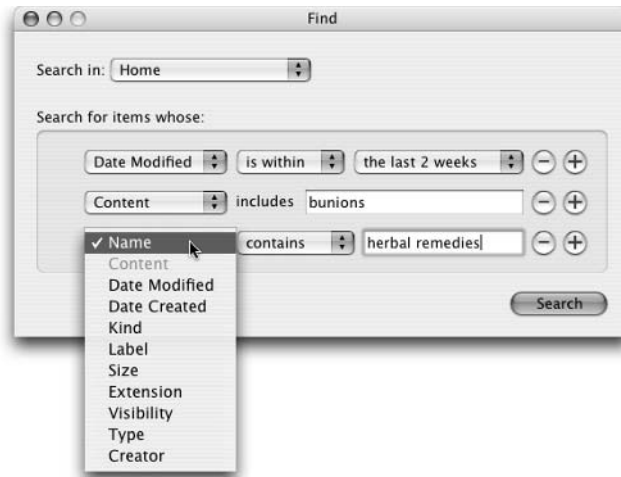 Find
Search in: Home
Search for items whose:
Date Modified is within the last 2 weeks − +
Content includes bunions − +
✓ Name contains herbal remedies − +
Content
Date Modified
Date Created
Kind
Label
Size
Extension
Visibility
Type
Creator
Search